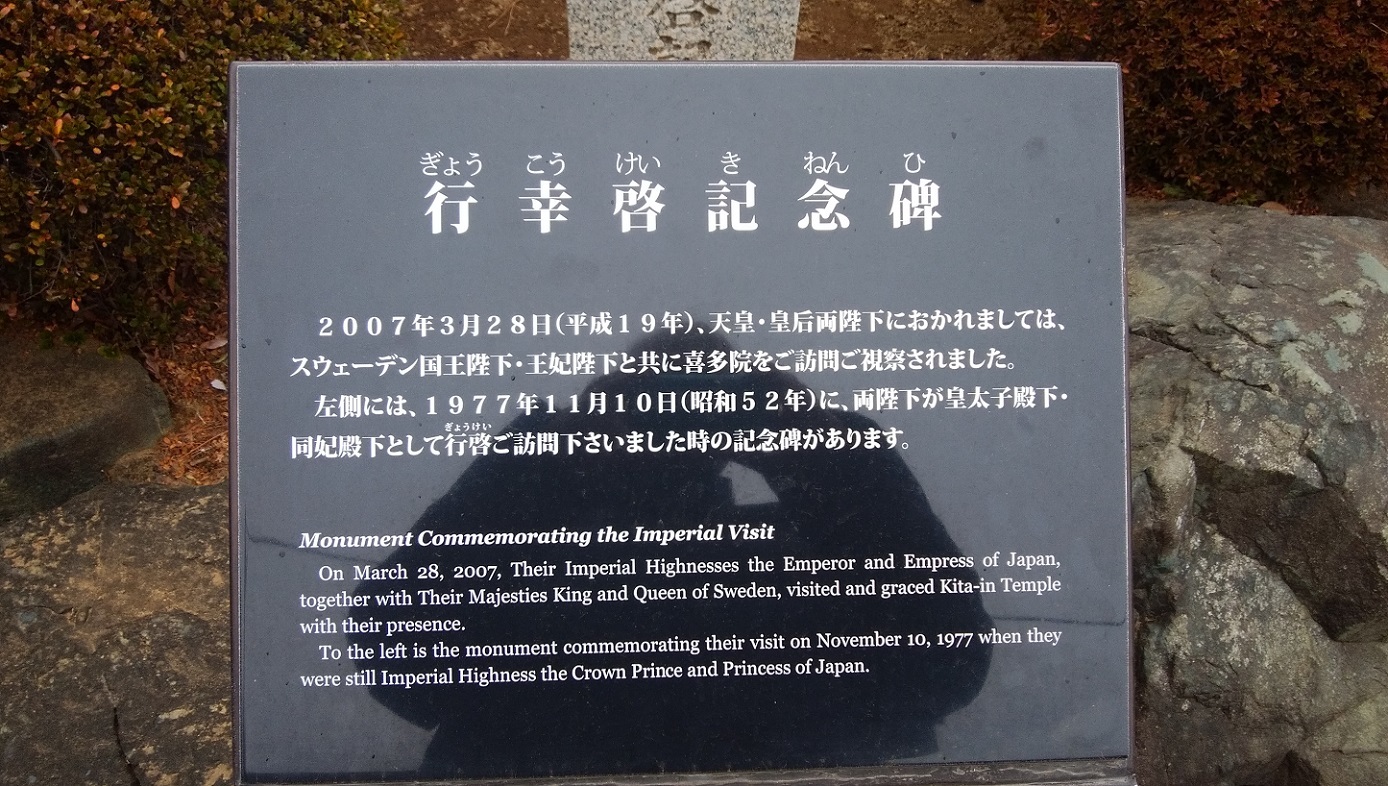 ぎょう こう けい き ねん ひ
行幸啓記念碑
２００７年３月２８日(平成１９年)、天皇・皇后両陛下におかれましては、
スウェーデン国王陛下・王妃陛下と共に喜多院をご訪問ご視察されました。
左側には、１９７７年１１月１０日(昭和５２年)に、両陛下が皇太子殿下・
ぎょうけい
同妃殿下として行啓ご訪問下さいました時の記念碑があります。
Monument Commemorating the Imperial Visit
On March 28, 2007, Their Imperial Highnesses the Emperor and Empress of Japan,
together with Their Majesties King and Queen of Sweden, visited and graced Kita-in Temple
with their presence.
To the left is the monument commemorating their visit on November 10, 1977 when they
were still Imperial Highness the Crown Prince and Princess of Japan.